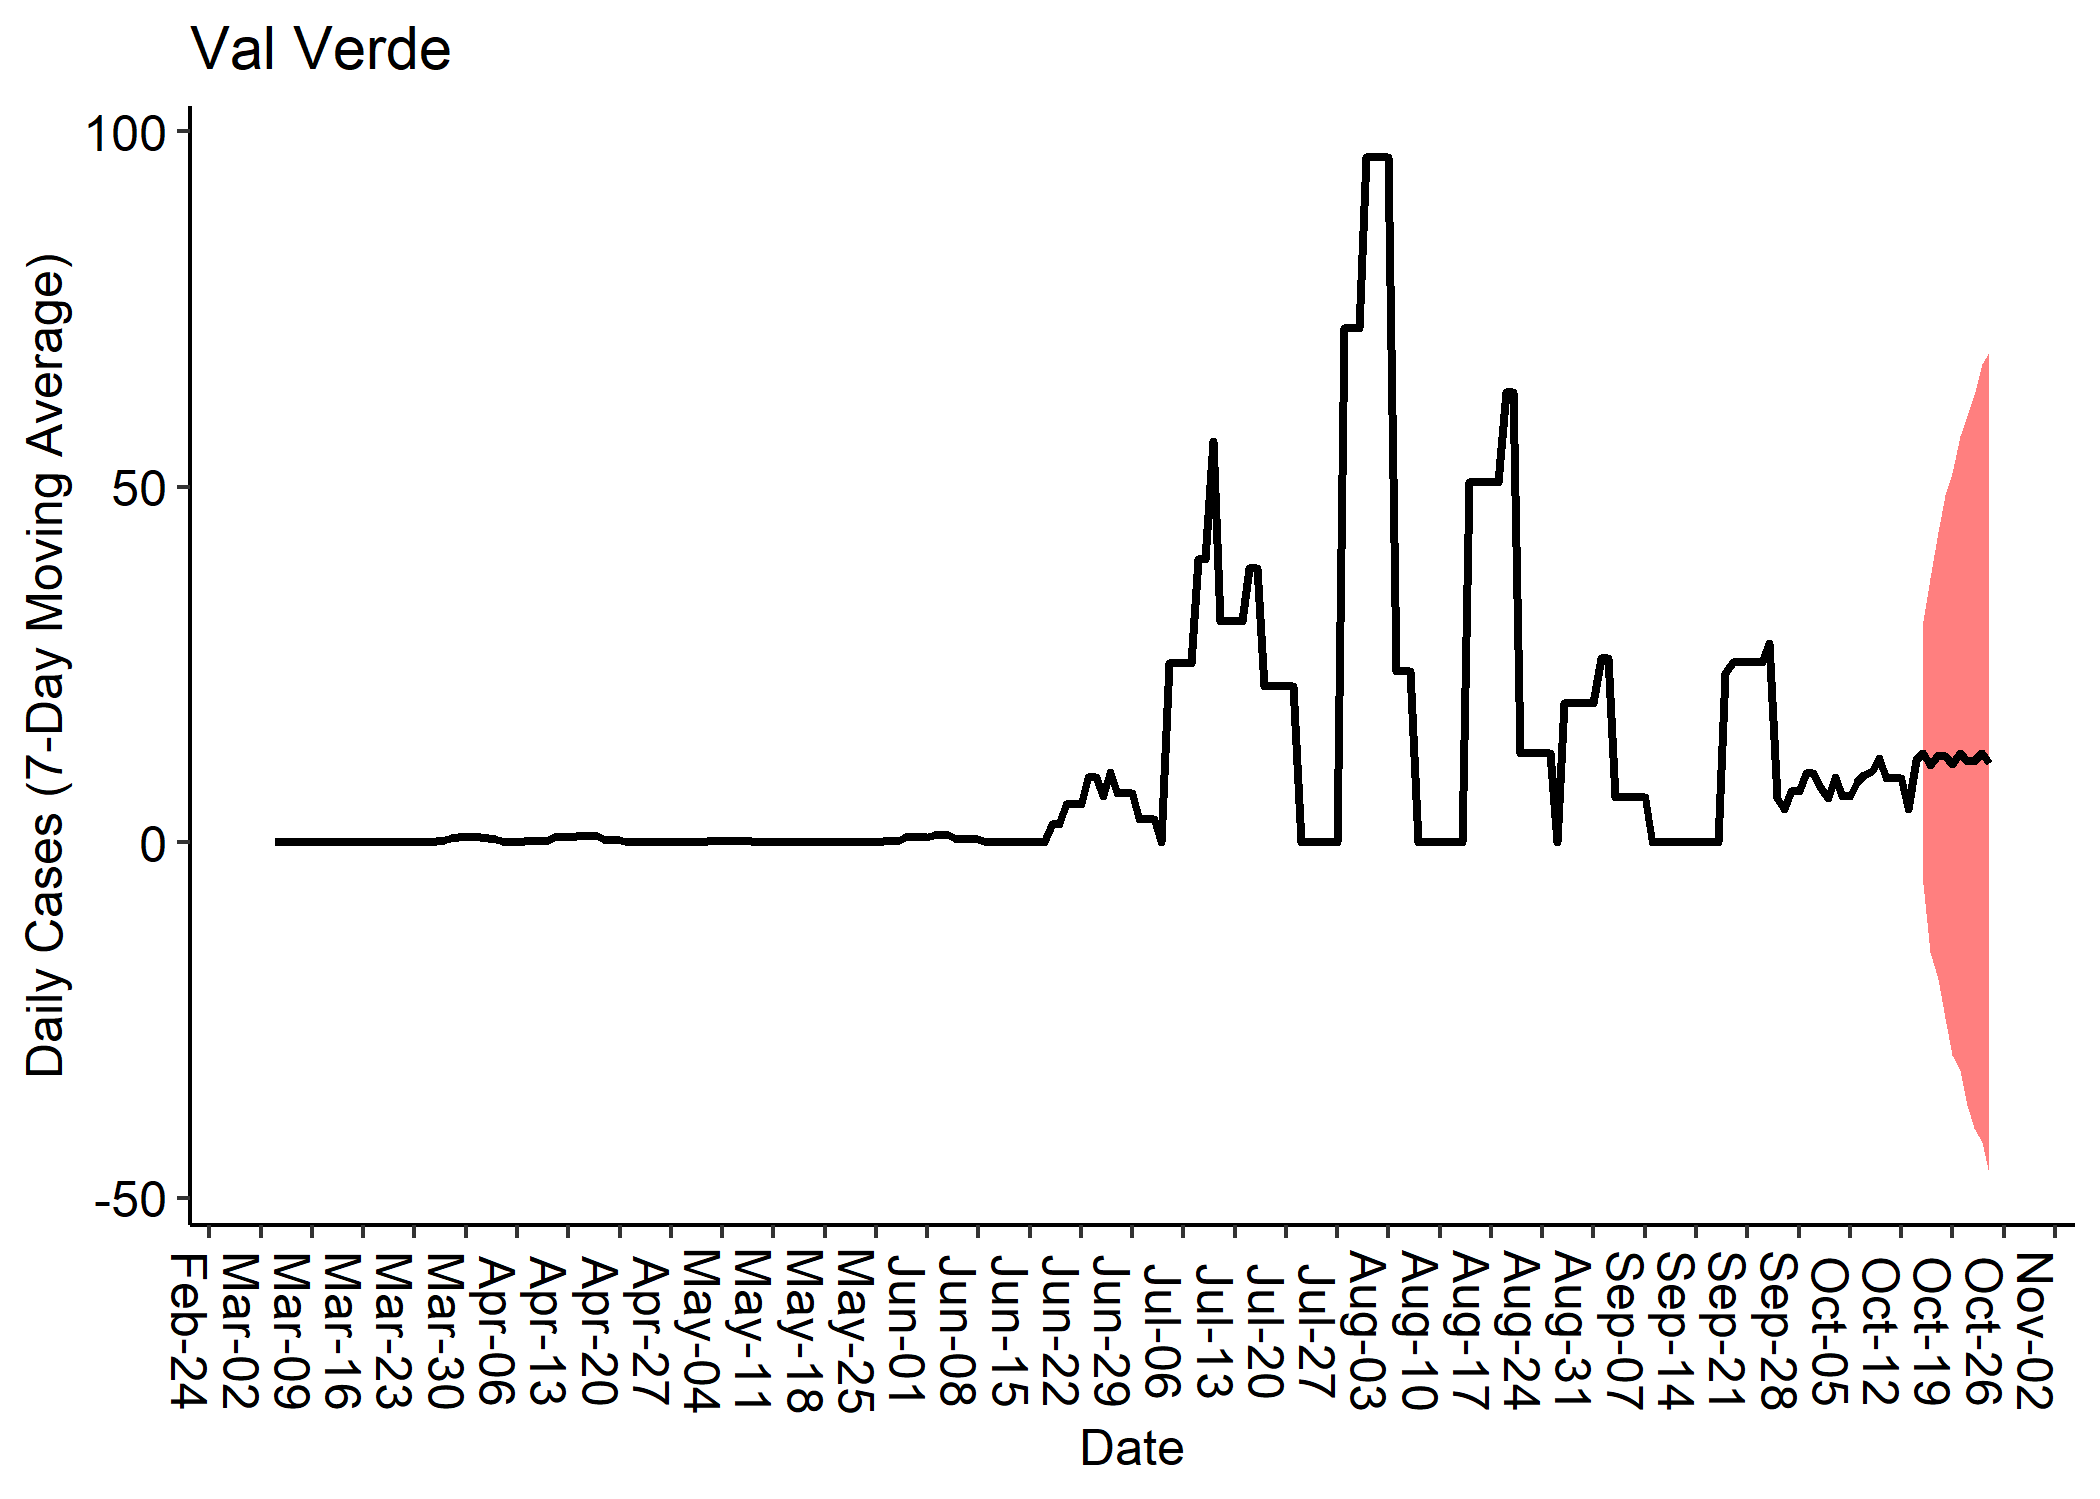 Val Verde
Daily Cases (7-Day Moving Average)
100
50
0
-50
Feb-24
Mar-02
Mar-09
Mar-16
Mar-23
Mar-30
Apr-06
Apr-13
Apr-20
Apr-27
May-04
May-11
May-18
May-25
Jun-01
Jun-08
Jun-15
Jun-22
Jun-29
Jul-06
Jul-13
Jul-20
Jul-27
Aug-03
Aug-10
Aug-17
Aug-24
Aug-31
Sep-07
Sep-14
Sep-21
Sep-28
Oct-05
Oct-12
Oct-19
Oct-26
Nov-02
Date